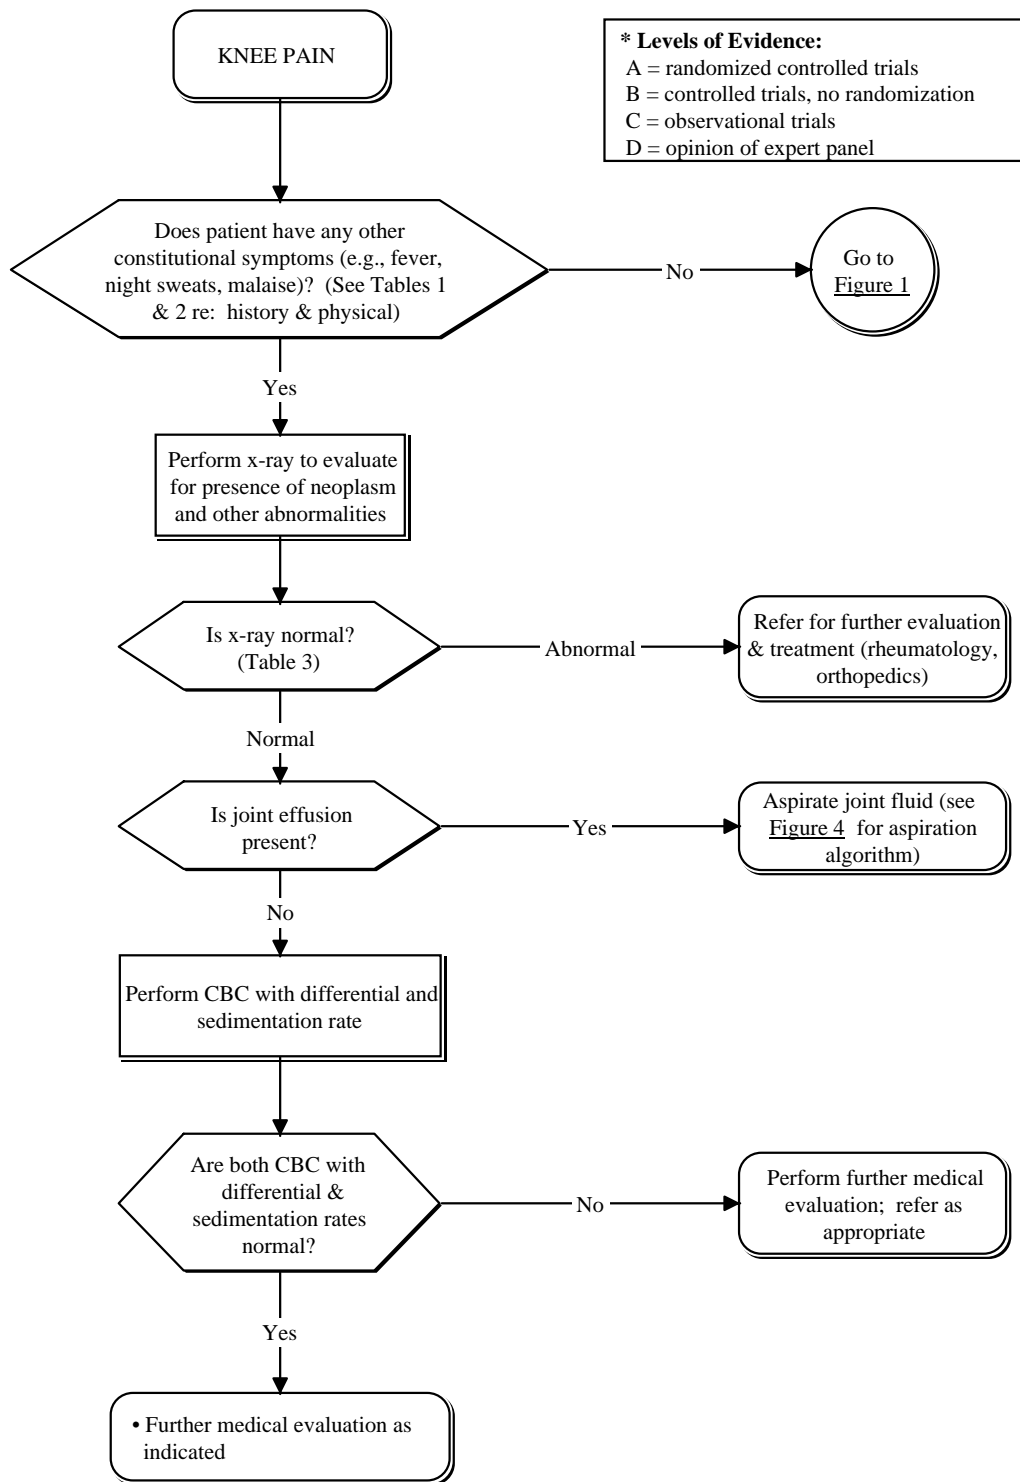 KNEE PAIN
* Levels of Evidence:
A = randomized controlled trials
B = controlled trials, no randomization
C = observational trials
D = opinion of expert panel
Does patient have any other
constitutional symptoms (e.g., fever,
night sweats, malaise)? (See Tables 1
& 2 re: history & physical)
No
Go to
Figure 1
Yes
Perform x-ray to evaluate
for presence of neoplasm
and other abnormalities
Is x-ray normal?
(Table 3)
Abnormal
Refer for further evaluation
& treatment (rheumatology,
orthopedics)
Normal
Is joint effusion
present?
Yes
Aspirate joint fluid (see
Figure 4 for aspiration
algorithm)
No
Perform CBC with differential and
sedimentation rate
Are both CBC with
differential &
sedimentation rates
normal?
No
Perform further medical
evaluation; refer as
appropriate
Yes
• Further medical evaluation as
indicated